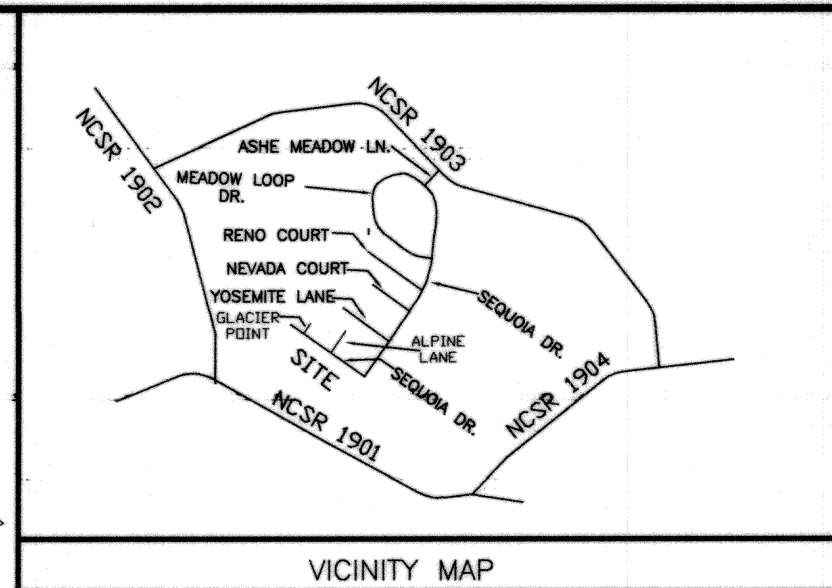 NCSR 1902
NCSR 1903
ASHE MEADOW LN.
MEADOW LOOP
DR.
RENO COURT
NEVADA COURT
YOSEMITE LANE
GLACIER
POINT
SEQUOIA DR.
ALPINE
LANE
SITE
SEQUOIA DR.
NCSR 1904
NCSR 1901
VICINITY MAP